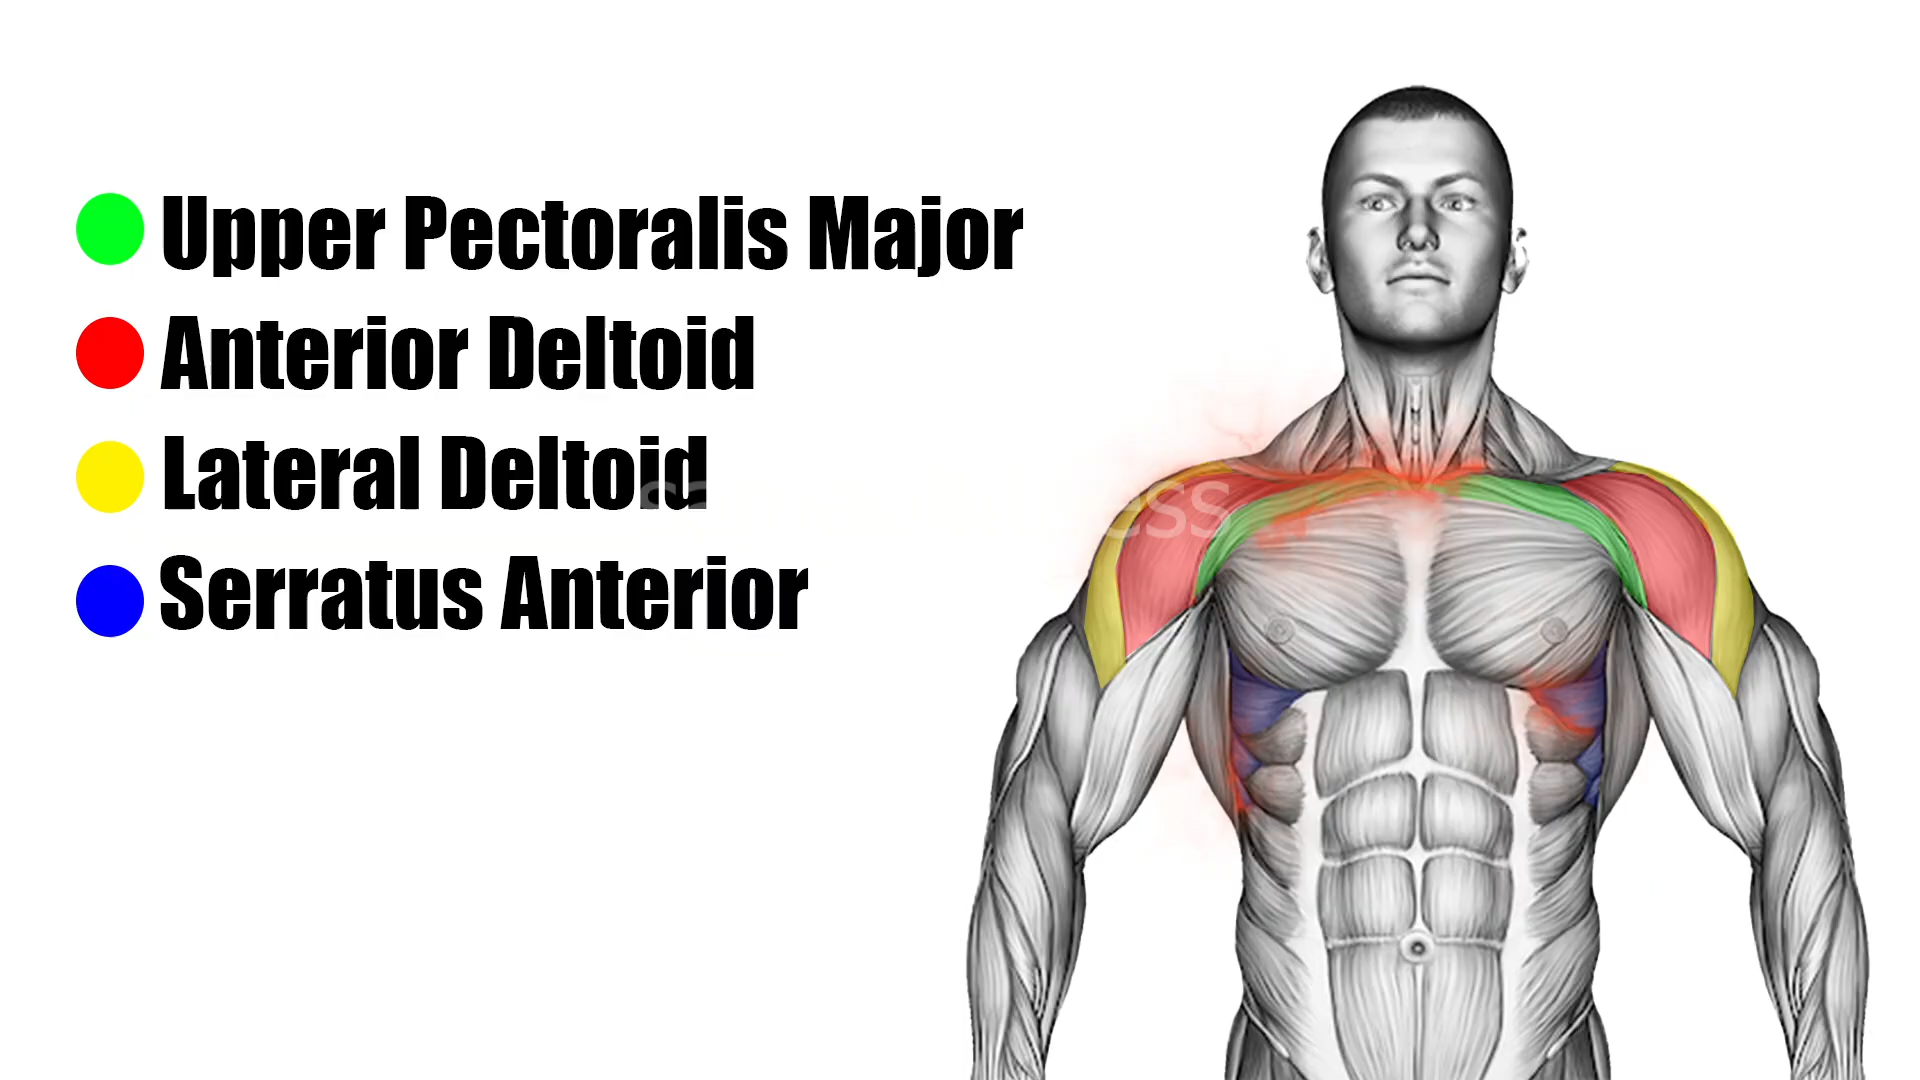 Upper Pectoralis Major
Anterior Deltoid
Lateral Deltoid
Serratus Anterior